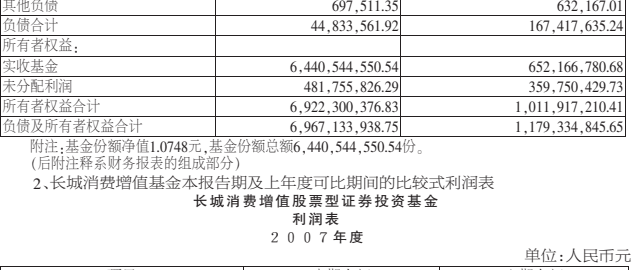 其他负债 697,511.35 632,167.01
负债合计 44,833,561.92 167,417,635.24
所有者权益:
实收基金 6,440,544,550.54 652,166,780.68
未分配利润 481,755,826.29 359,750,429.73
所有者权益合计 6,922,300,376.83 1,011,917,210.41
负债及所有者权益合计 6,967,133,938.75 1,179,334,845.65
附注:基金份额净值1.0748元,基金份额总额6,440,544,550.54份。
(后附注释系财务报表的组成部分)
2、长城消费增值基金本报告期及上年度可比期间的比较式利润表
长城消费增值股票型证券投资基金
利润表
2007年度
单位:人民币元